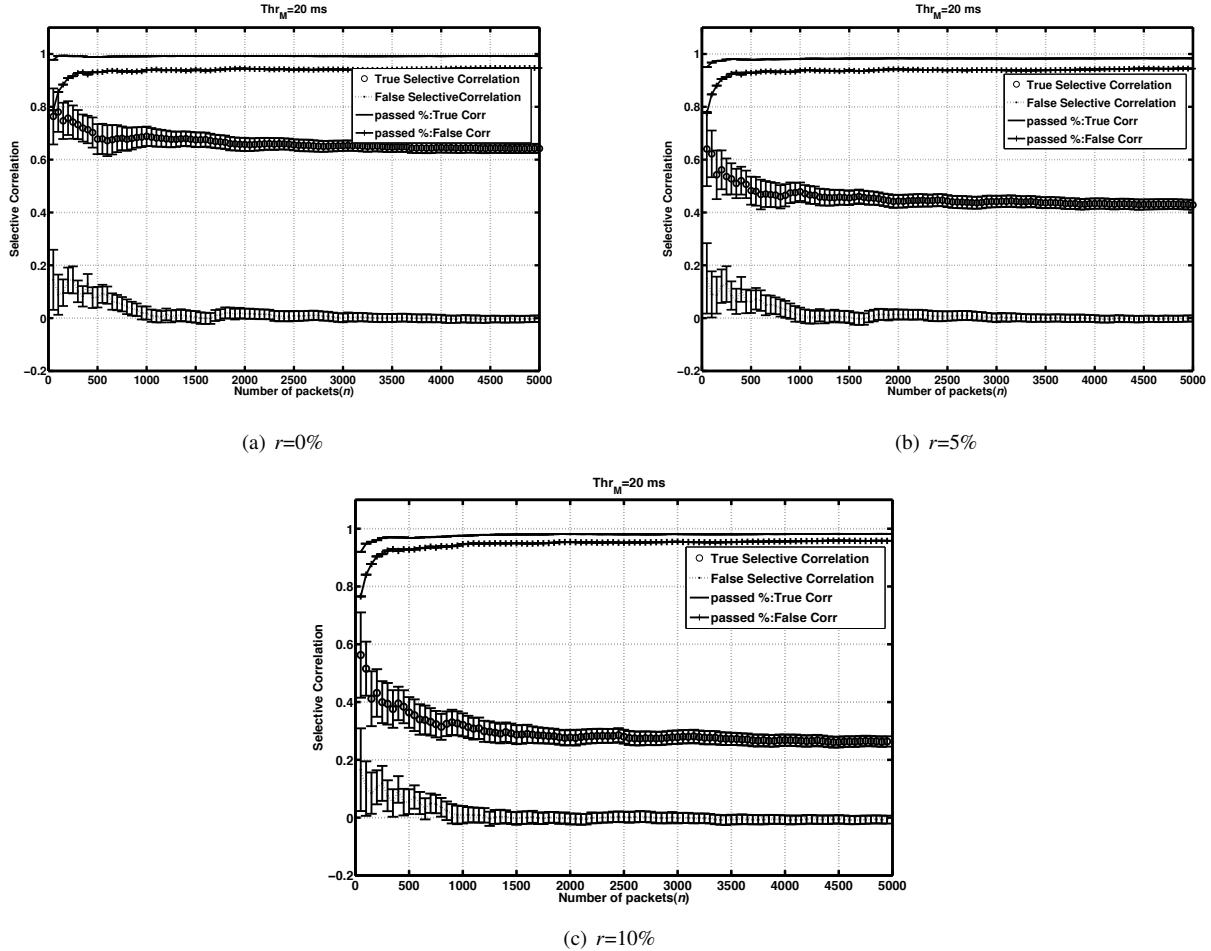 Thr_M=20 ms
1
0.8
0.6
0.4
0.2
0
−0.2
Selective Correlation
True Selective Correlation
False SelectiveCorrelation
passed %:True Corr
passed %:False Corr
0 500 1000 1500 2000 2500 3000 3500 4000 4500 5000
Number of packets(n)
(a) r=0%
Thr_M=20 ms
1
0.8
0.6
0.4
0.2
0
−0.2
Selective Correlation
True Selective Correlation
False Selective Correlation
passed %:True Corr
passed %:False Corr
0 500 1000 1500 2000 2500 3000 3500 4000 4500 5000
Number of packets(n)
(b) r=5%
Thr_M=20 ms
1
0.8
0.6
0.4
0.2
0
−0.2
Selective Correlation
True Selective Correlation
False Selective Correlation
passed %:True Corr
passed %:False Corr
0 500 1000 1500 2000 2500 3000 3500 4000 4500 5000
Number of packets(n)
(c) r=10%